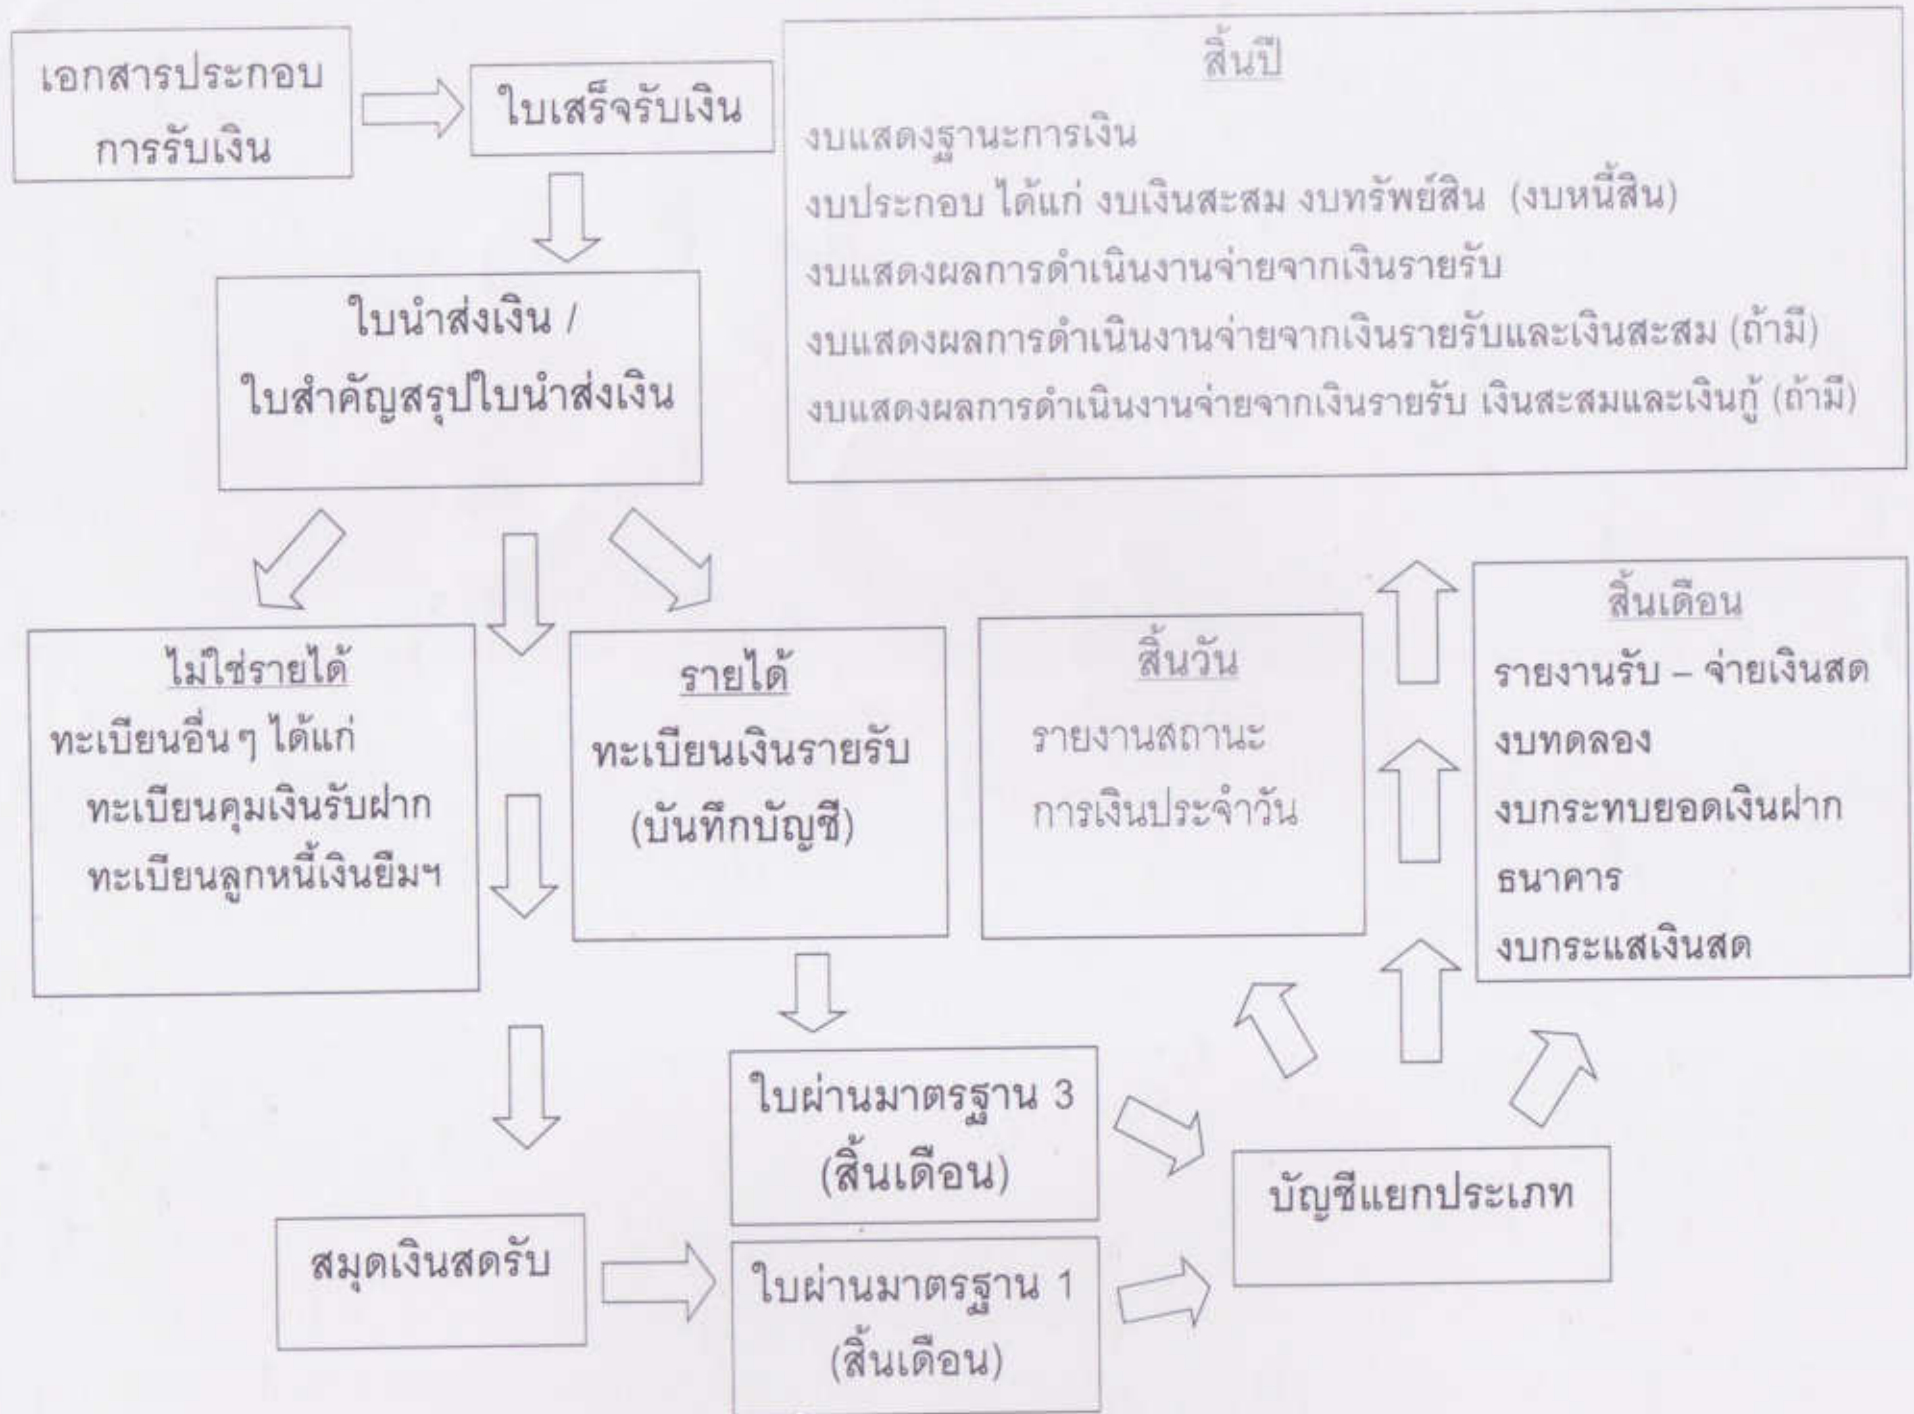 เอกสารประกอบ
การรับเงิน
ใบเสร็จรับเงิน
สิ้นปี
งบแสดงฐานะการเงิน
งบประกอบ ได้แก่ งบเงินสะสม งบทรัพย์สิน (งบหนี้สิน)
งบแสดงผลการดำเนินงานจ่ายจากเงินรายรับ
งบแสดงผลการดำเนินงานจ่ายจากเงินรายรับและเงินสะสม (ถ้ามี)
งบแสดงผลการดำเนินงานจ่ายจากเงินรายรับ เงินสะสมและเงินกู้ (ถ้ามี)
ใบนำส่งเงิน /
ใบสำคัญสรุปใบนำส่งเงิน
ไม่ใช่รายได้
ทะเบียนอื่นๆ ได้แก่
ทะเบียนคุมเงินรับฝาก
ทะเบียนลูกหนี้เงินยืมฯ
รายได้
ทะเบียนเงินรายรับ
(บันทึกบัญชี)
สิ้นวัน
รายงานสถานะ
การเงินประจำวัน
สิ้นเดือน
รายงานรับ – จ่ายเงินสด
งบทดลอง
งบกระทบยอดเงินฝาก
ธนาคาร
งบกระแสเงินสด
ใบผ่านมาตรฐาน 3
(สิ้นเดือน)
บัญชีแยกประเภท
สมุดเงินสดรับ
ใบผ่านมาตรฐาน 1
(สิ้นเดือน)